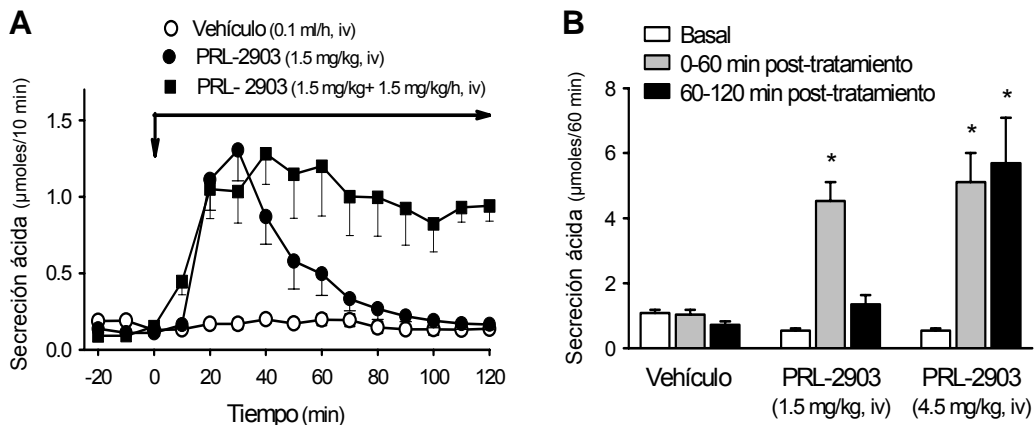 A
Vehículo (0.1 ml/h, iv)
PRL-2903 (1.5 mg/kg, iv)
PRL- 2903 (1.5 mg/kg+ 1.5 mg/kg/h, iv)
Secreción ácida (μmoles/10 min)
1.5
1.0
0.5
0.0
-20 0 20 40 60 80 100 120
Tiempo (min)
B
Basal
0-60 min post-tratamiento
60-120 min post-tratamiento
Secreción ácida (μmoles/60 min)
8
6
4
2
0
* * *
Vehículo PRL-2903 PRL-2903
(1.5 mg/kg, iv) (4.5 mg/kg, iv)